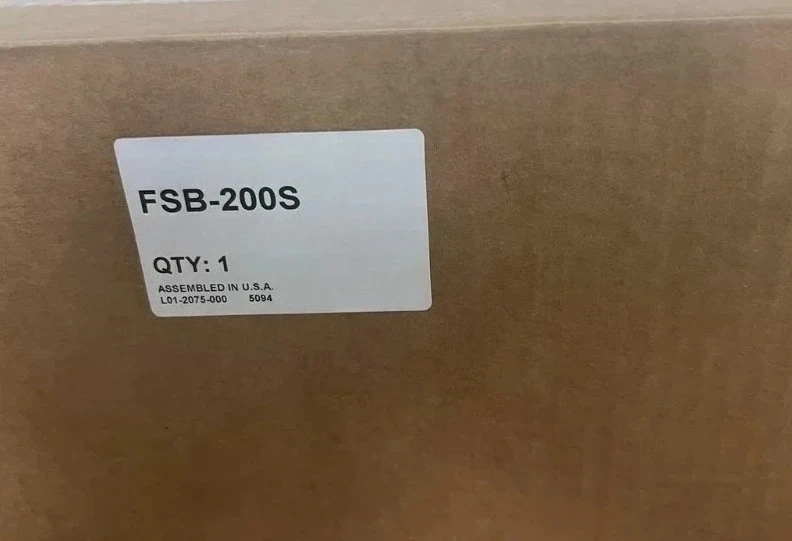 FSB-200S
QTY: 1
ASSEMBLED IN U.S.A.
L01-2075-000 5094